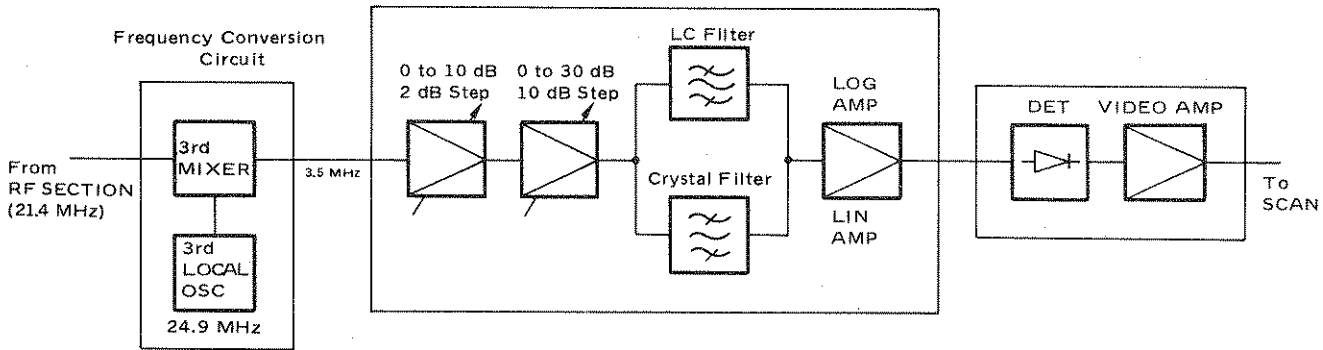 Frequency Conversion
Circuit
From
RF SECTION
(21.4 MHz)
3rd
MIXER
3rd
LOCAL
OSC
24.9 MHz
3.5 MHz
0 to 10 dB
2 dB Step
0 to 30 dB
10 dB Step
LC Filter
Crystal Filter
LOG
AMP
LIN
AMP
DET
VIDEO AMP
To
SCAN